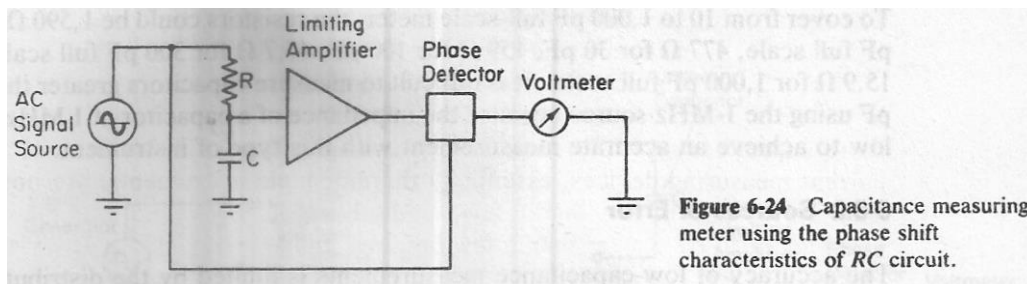 Limiting
Amplifier
Phase
Detector
Voltmeter
R
AC
Signal
Source
C
Figure 6-24 Capacitance measuring
meter using the phase shift
characteristics of RC circuit.